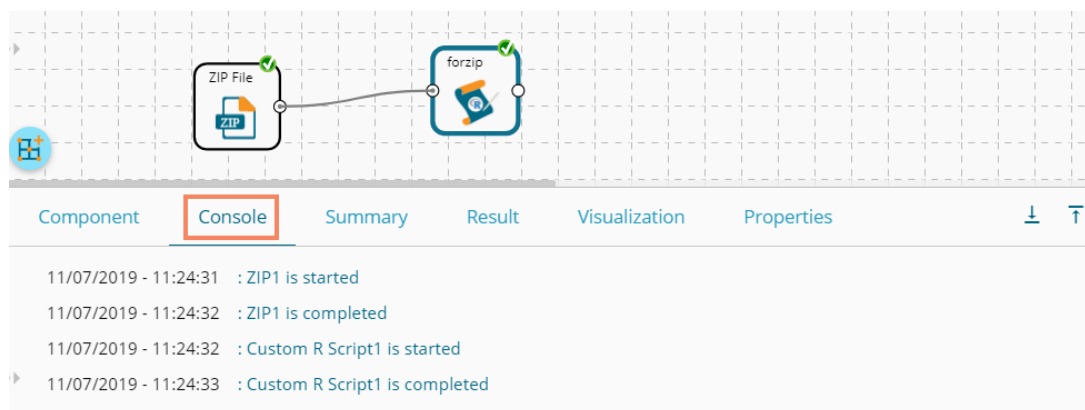 ZIP File
forzip
ZIP
R
Component Console Summary Result Visualization Properties
11/07/2019 - 11:24:31 : ZIP1 is started
11/07/2019 - 11:24:32 : ZIP1 is completed
11/07/2019 - 11:24:32 : Custom R Script1 is started
11/07/2019 - 11:24:33 : Custom R Script1 is completed